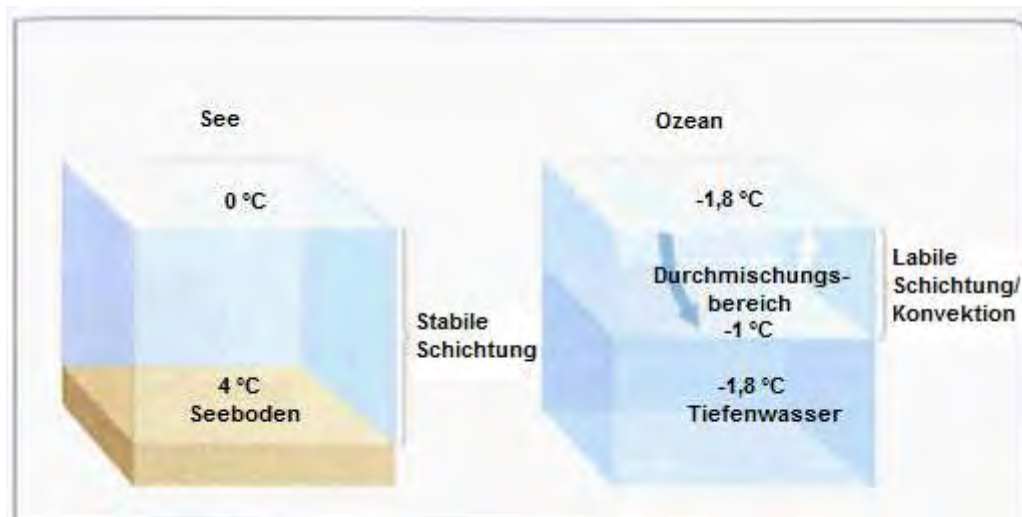 See
0 °C
Stabile
Schichtung
4 °C
Seeboden
Ozean
-1,8 °C
Durchmischungs-
bereich
-1 °C
Labile
Schichtung/
Konvektion
-1,8 °C
Tiefenwasser